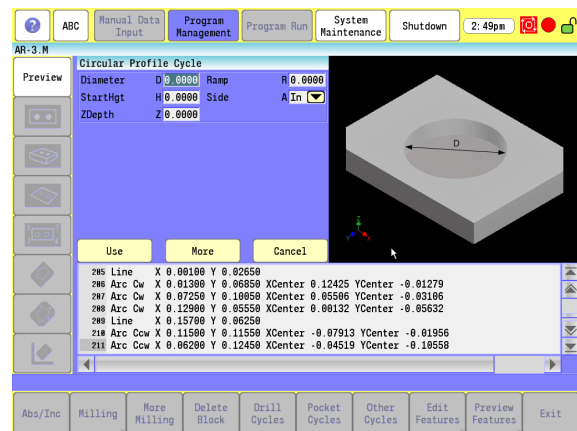 ? ABC Manual Data Input Program Management Program Run System Maintenance Shutdown 2:49pm
AR-3.M
Preview
Circular Profile Cycle
Diameter D 0.0000 Ramp R 0.0000
StartHgt H 0.0000 Side A In
ZDepth Z 0.0000
D
Z
Y X
Use More Cancel
205 Line X 0.00100 Y 0.02650
206 Arc Cw X 0.01300 Y 0.06850 XCenter 0.12425 YCenter -0.01279
207 Arc Cw X 0.07250 Y 0.10050 XCenter 0.05506 YCenter -0.03106
208 Arc Cw X 0.12900 Y 0.05550 XCenter 0.00132 YCenter -0.05632
209 Line X 0.15700 Y 0.06250
210 Arc Ccw X 0.11500 Y 0.11550 XCenter -0.07913 YCenter -0.01956
211 Arc Ccw X 0.06200 Y 0.12450 XCenter -0.04519 YCenter -0.10558
Abs/Inc Milling More Milling Delete Block Drill Cycles Pocket Cycles Other Cycles Edit Features Preview Features Exit